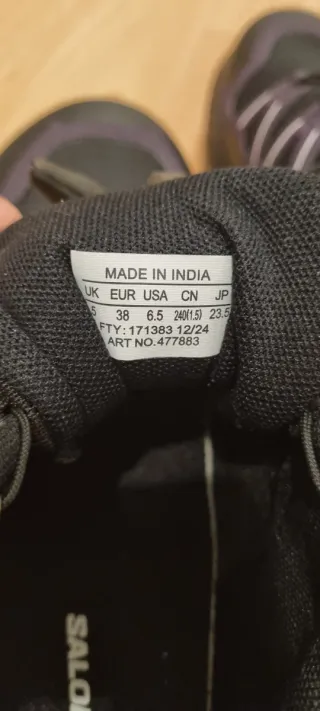 MADE IN INDIA
UK EUR USA CN JP
5 38 6.5 240(1.5) 23.5
FTY: 171383 12/24
ART NO.477883
SALO